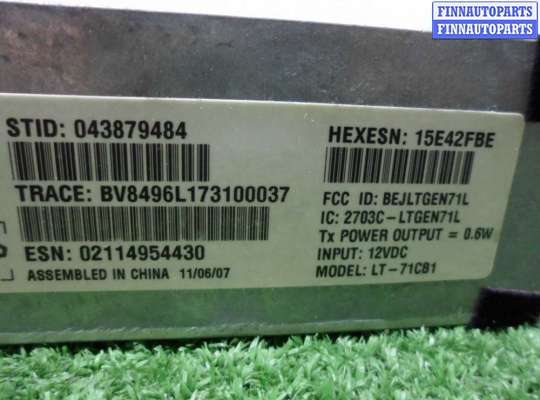 FINNAUTOPARTS
FINNAUTOPARTS
STID: 043879484
HEXESN: 15E42FBE
TRACE: BV8496L173100037
FCC ID: BEJLTGEN71L
IC: 2703C-LTGEN71L
Tx POWER OUTPUT = 0.6W
ESN: 02114954430
INPUT: 12VDC
ASSEMBLED IN CHINA 11/06/07
MODEL: LT-71CB1